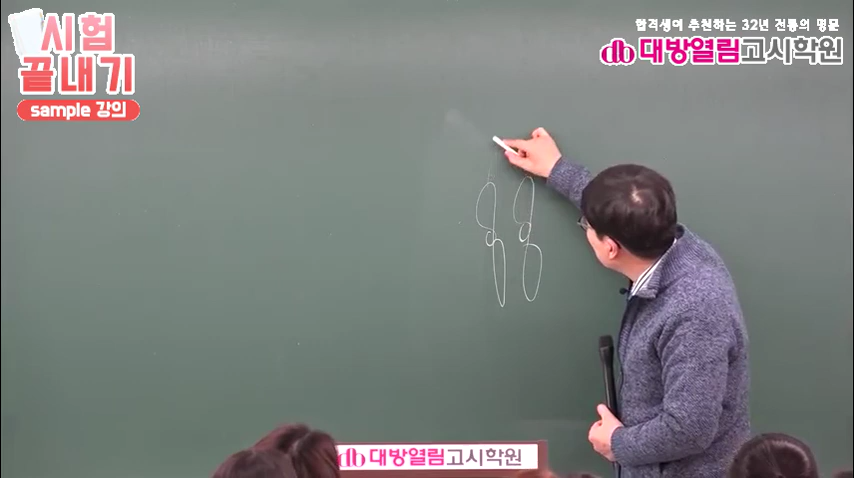 시험
끝내기
sample 강의
합격생이 추천하는 32년 전통의 명문
db 대방열림고시학원
db 대방열림고시학원